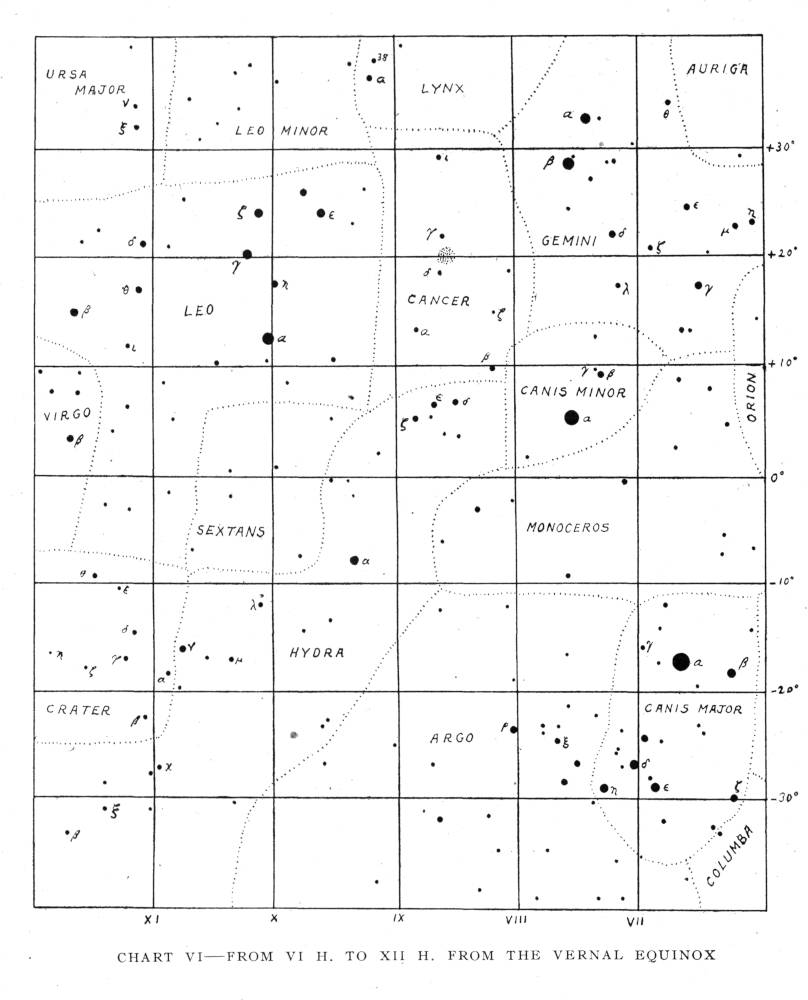 URSA MAJOR
ν
ξ
LEO MINOR
38
α
LYNX
α
AURIGA
θ
+30°
β
ι
ζ
ε
δ
γ
γ
δ
GEMINI
δ
ε
μ
η
ζ
+20°
θ
β
LEO
η
α
ι
CANCER
α
ζ
λ
γ
+10°
VIRGO
β
β
ε
δ
ζ
γ
β
CANIS MINOR
α
ORION
0°
SEXTANS
α
MONOCEROS
-10°
θ
ε
λ
δ
η
ζ
γ
α
ν
μ
HYDRA
γ
α
β
-20°
CRATER
β
χ
ARGO
ρ
ξ
η
CANIS MAJOR
δ
ε
ζ
-30°
ξ
β
COLUMBA
XI
X
IX
VIII
VII
CHART VI—FROM VI H. TO XII H. FROM THE VERNAL EQUINOX